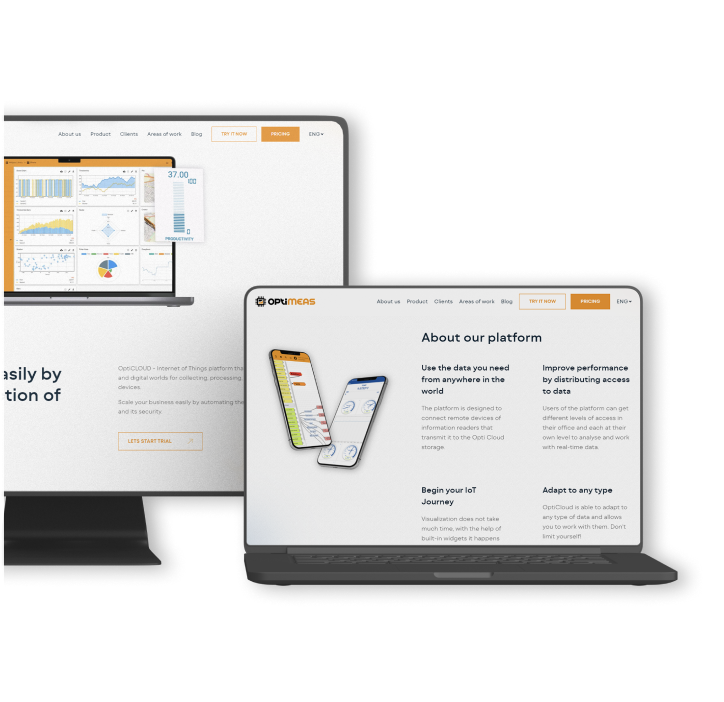 About us Product Clients Areas of work Blog TRY IT NOW PRICING ENG
37.00
100
0
PRODUCTIVITY
asily by
tion of
OptiCLOUD – Internet of Things platform tha
and digital worlds for collecting, processing,
devices.
Scale your business easily by automating the
and its security
LETS START TRIAL
OPTiMEAS
About us Product Clients Areas of work Blog TRY IT NOW PRICING ENG
About our platform
Use the data you need
from anywhere in the
world
The platform is designed to
connect remote devices of
information readers that
transmit it to the Opti Cloud
storage.
Improve performance
by distributing access
to data
Users of the platform can get
different levels of access in
their office and each at their
own level to analyse and work
with real-time data.
Begin your IoT
Journey
Visualization does not take
much time, with the help of
built-in widgets it happens
Adapt to any type
OptiCloud is able to adapt to
any type of data and allows
you to work with them. Don't
limit yourself!